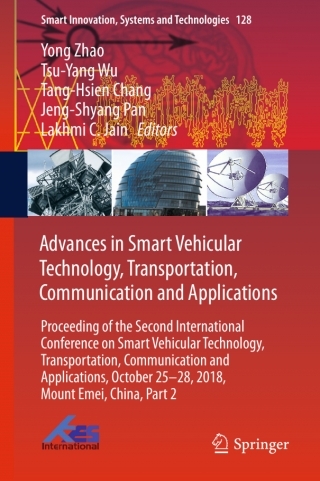 Smart Innovation, Systems and Technologies 128
Yong Zhao
Tsu-Yang Wu
Tang-Hsien Chang
Jeng-Shyang Pan
Lakhmi C. Jain Editors
Advances in Smart Vehicular
Technology, Transportation,
Communication and Applications
Proceeding of the Second International
Conference on Smart Vehicular Technology,
Transportation, Communication and
Applications, October 25–28, 2018,
Mount Emei, China, Part 2
KES
International
Springer